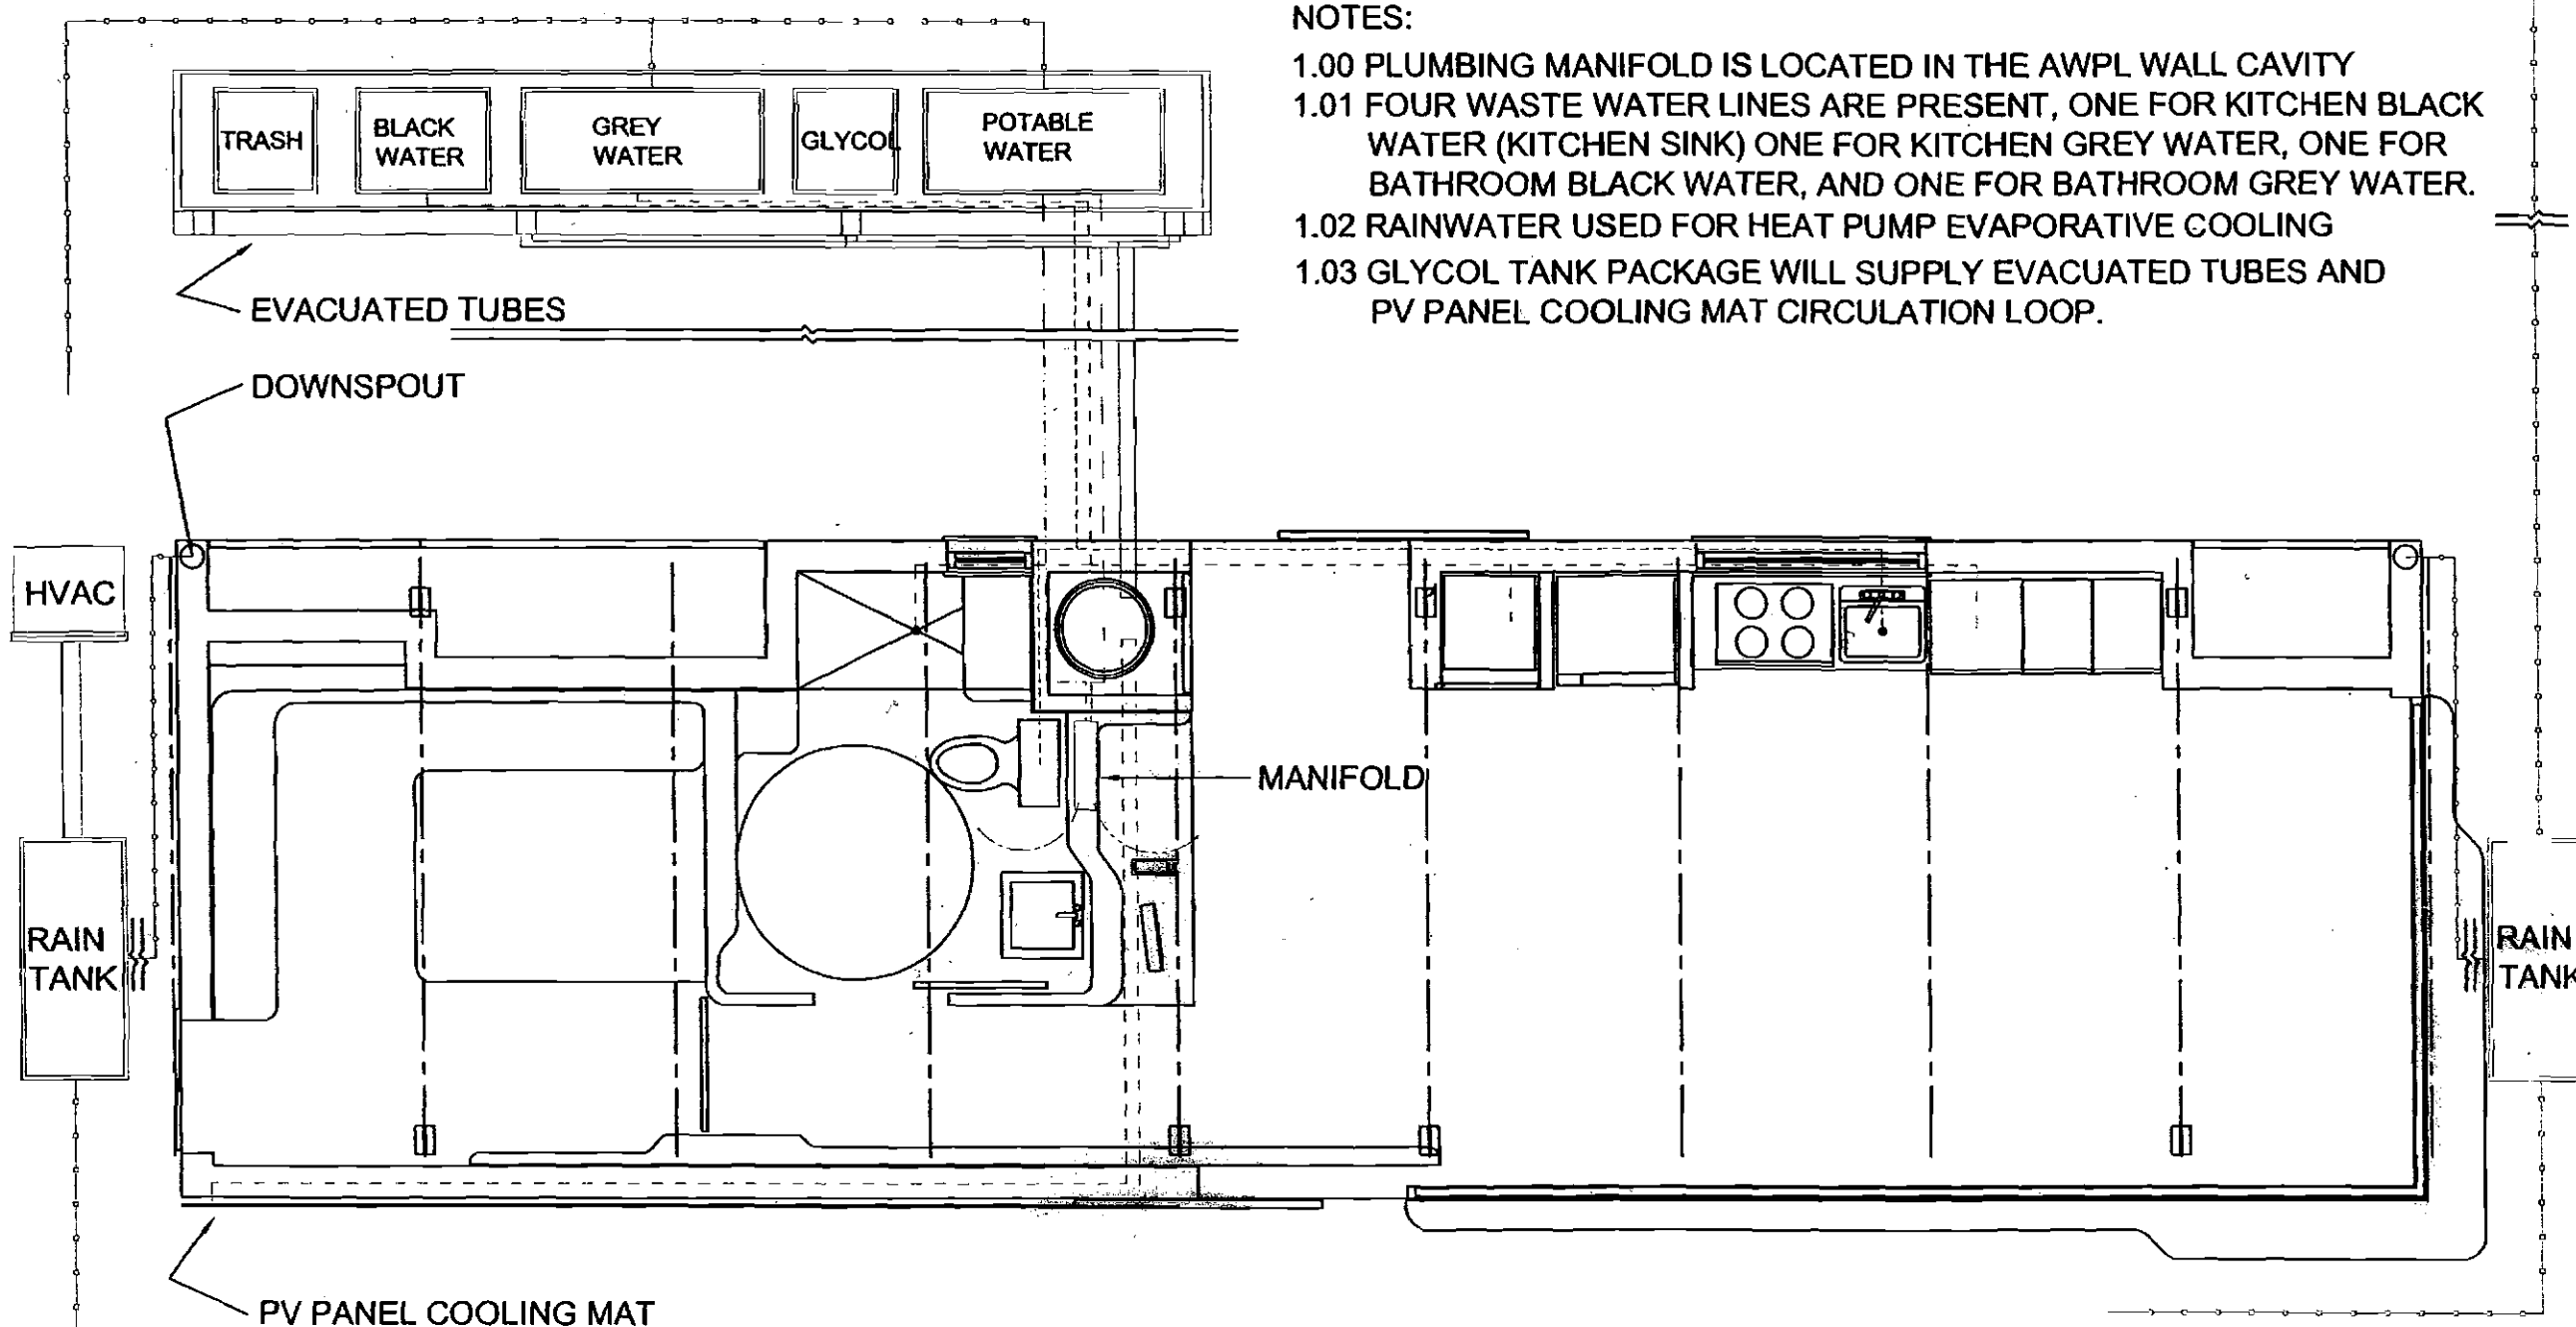 NOTES:
1.00 PLUMBING MANIFOLD IS LOCATED IN THE AWPL WALL CAVITY
1.01 FOUR WASTE WATER LINES ARE PRESENT, ONE FOR KITCHEN BLACK
WATER (KITCHEN SINK) ONE FOR KITCHEN GREY WATER, ONE FOR
BATHROOM BLACK WATER, AND ONE FOR BATHROOM GREY WATER.
1.02 RAINWATER USED FOR HEAT PUMP EVAPORATIVE COOLING
1.03 GLYCOL TANK PACKAGE WILL SUPPLY EVACUATED TUBES AND
PV PANEL COOLING MAT CIRCULATION LOOP.
TRASH
BLACK
WATER
GREY
WATER
GLYCOL
POTABLE
WATER
EVACUATED TUBES
DOWNSPOUT
HVAC
MANIFOLD
RAIN
TANK
RAIN
TANK
PV PANEL COOLING MAT